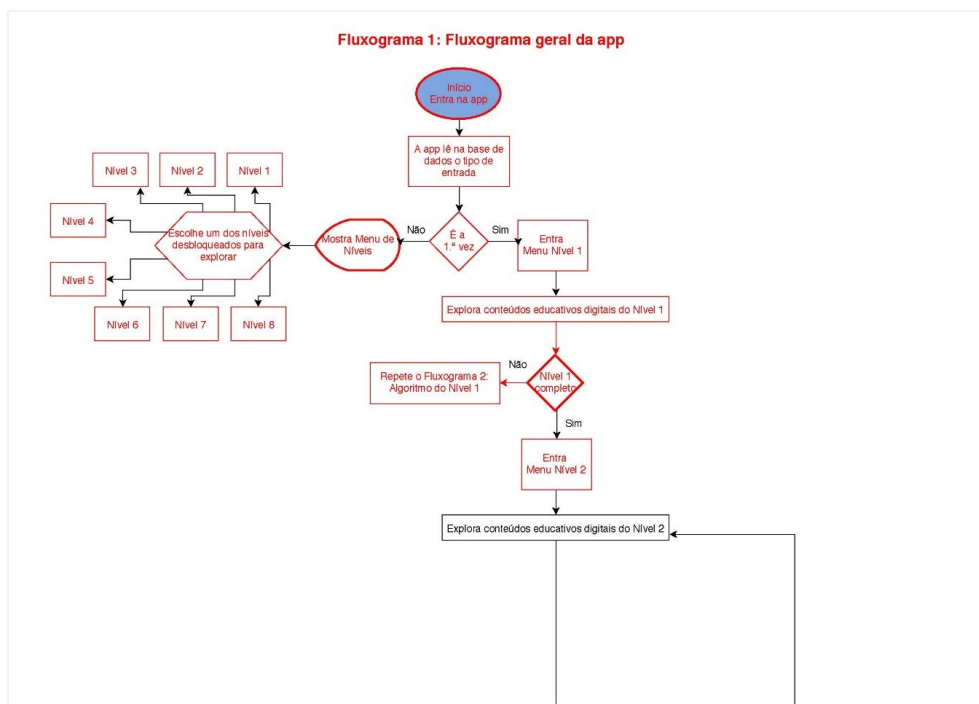 Fluxograma 1: Fluxograma geral da app
Início
Entra na app
A app lê na base de
dados o tipo de
entrada
É a
1.ª vez
Não
Sim
Mostra Menu de
Níveis
Escolhe um dos níveis
desbloqueados para
explorar
Nível 1
Nível 2
Nível 3
Nível 4
Nível 5
Nível 6
Nível 7
Nível 8
Entra
Menu Nível 1
Explora conteúdos educativos digitais do Nível 1
Nível 1
completo
Não
Repete o Fluxograma 2:
Algoritmo do Nível 1
Sim
Entra
Menu Nível 2
Explora conteúdos educativos digitais do Nível 2